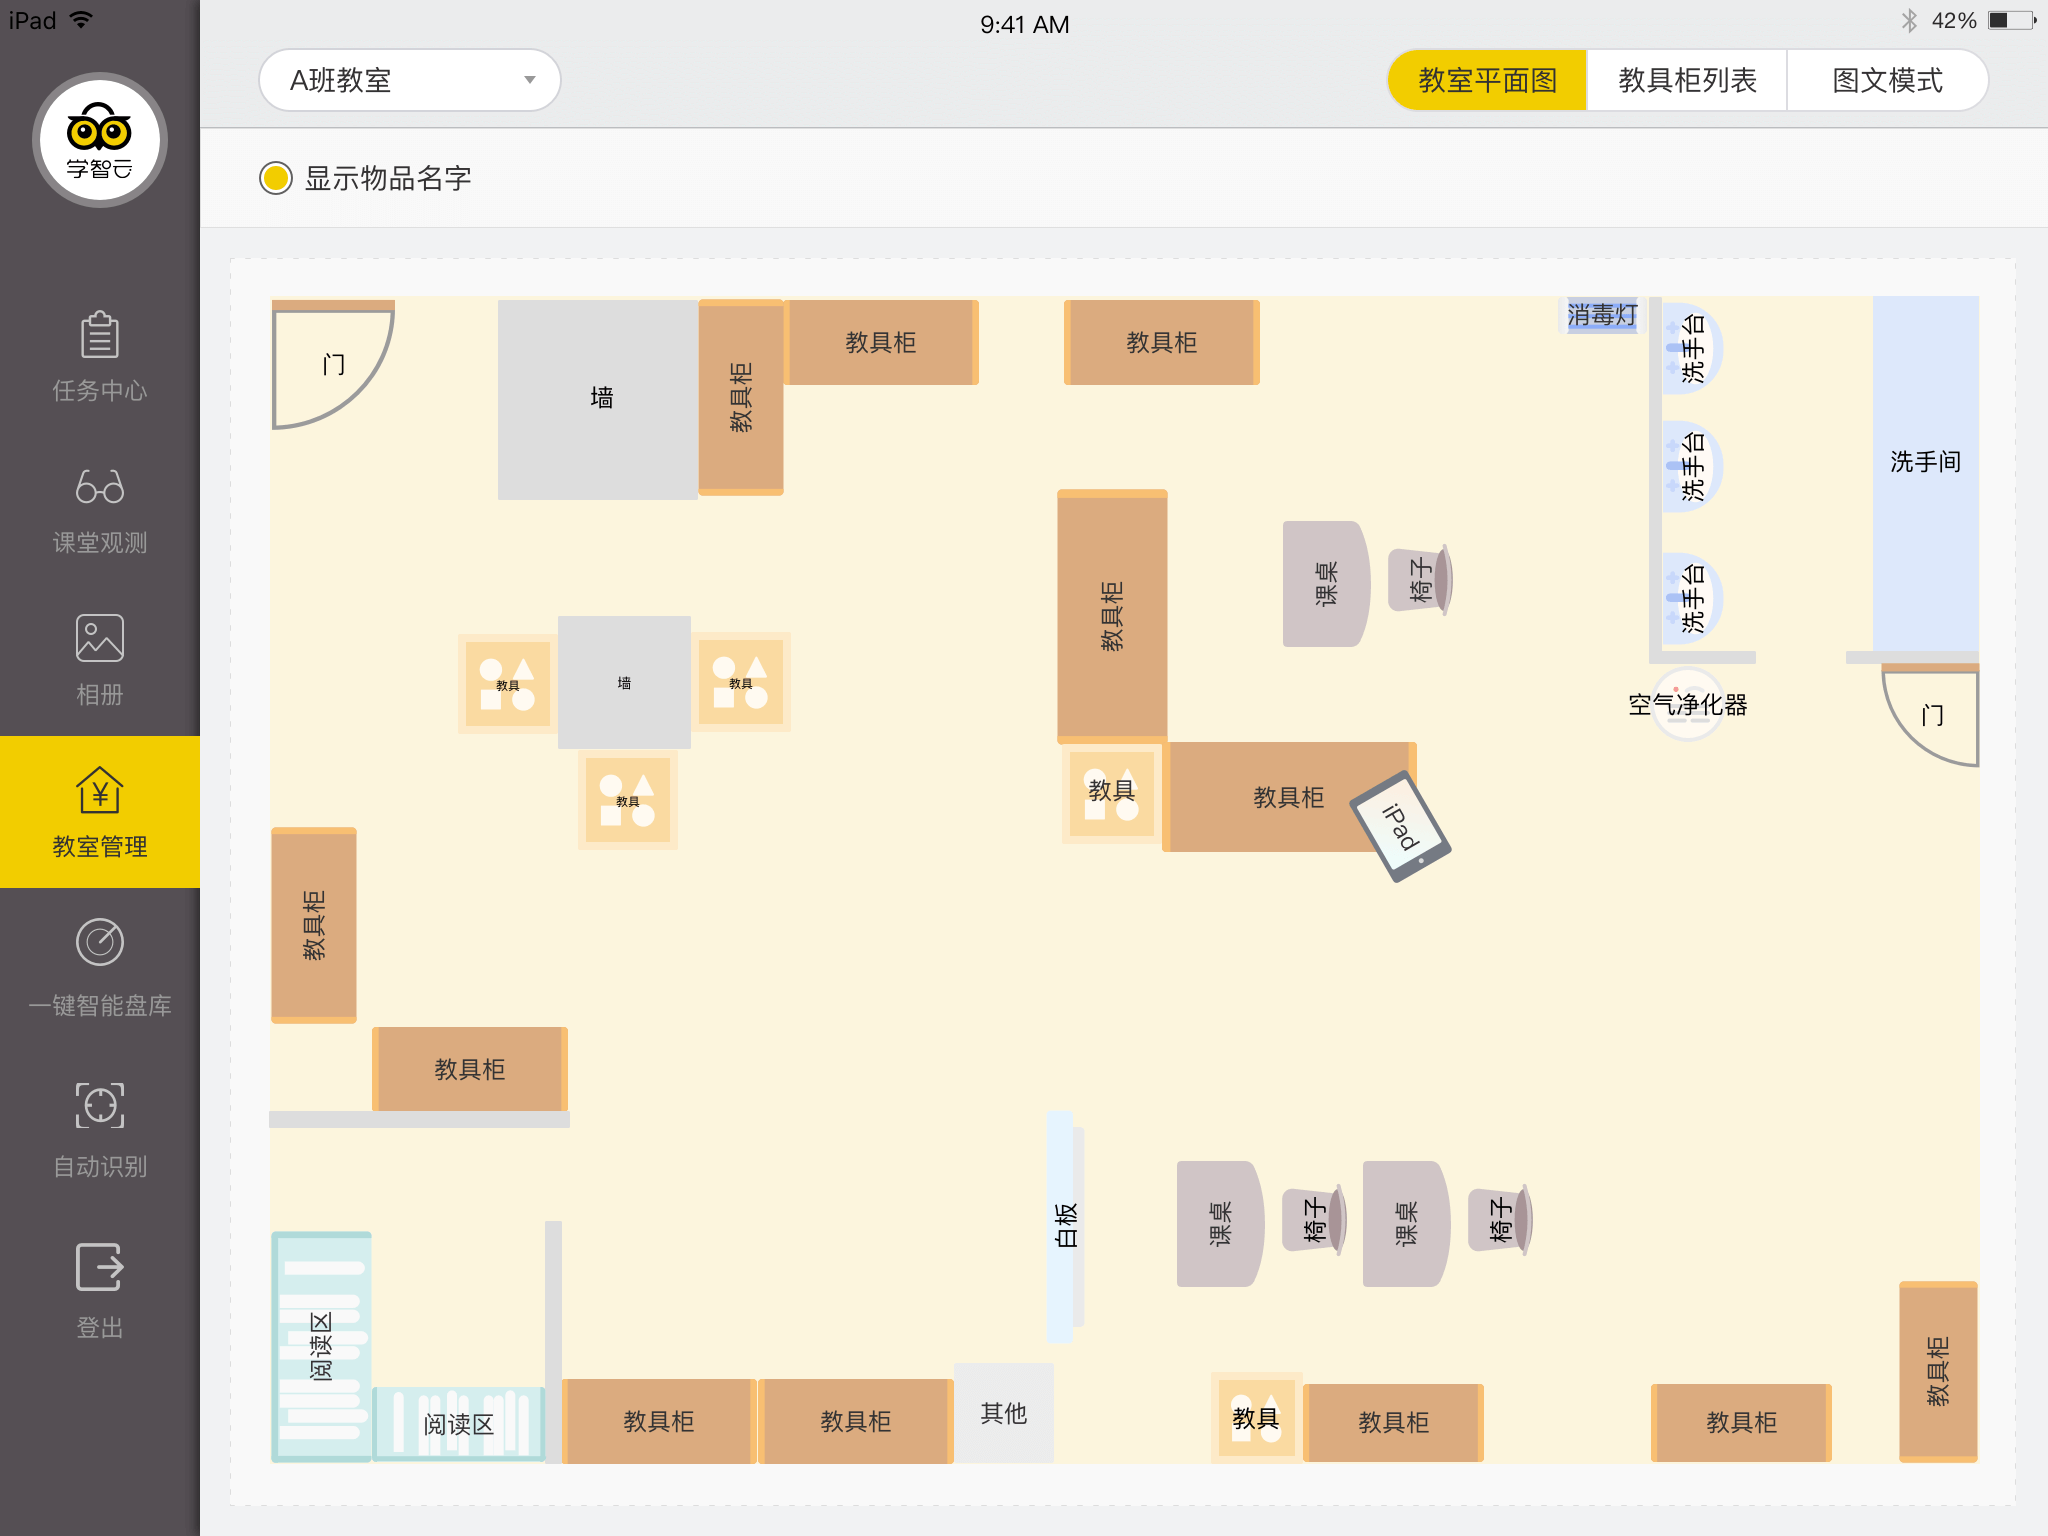 iPad
9:41 AM
42%
学智云
A班教室
教室平面图
教具柜列表
图文模式
显示物品名字
任务中心
课堂观测
相册
教室管理
一键智能盘库
自动识别
登出
门
墙
教具柜
教具柜
教具柜
消毒灯
洗手台
洗手台
洗手台
洗手间
教具柜
课桌
椅子
教具
墙
教具
教具
空气净化器
门
教具
教具柜
iPad
教具柜
教具柜
白板
课桌
椅子
课桌
椅子
阅读区
阅读区
教具柜
教具柜
其他
教具
教具柜
教具柜
教具柜